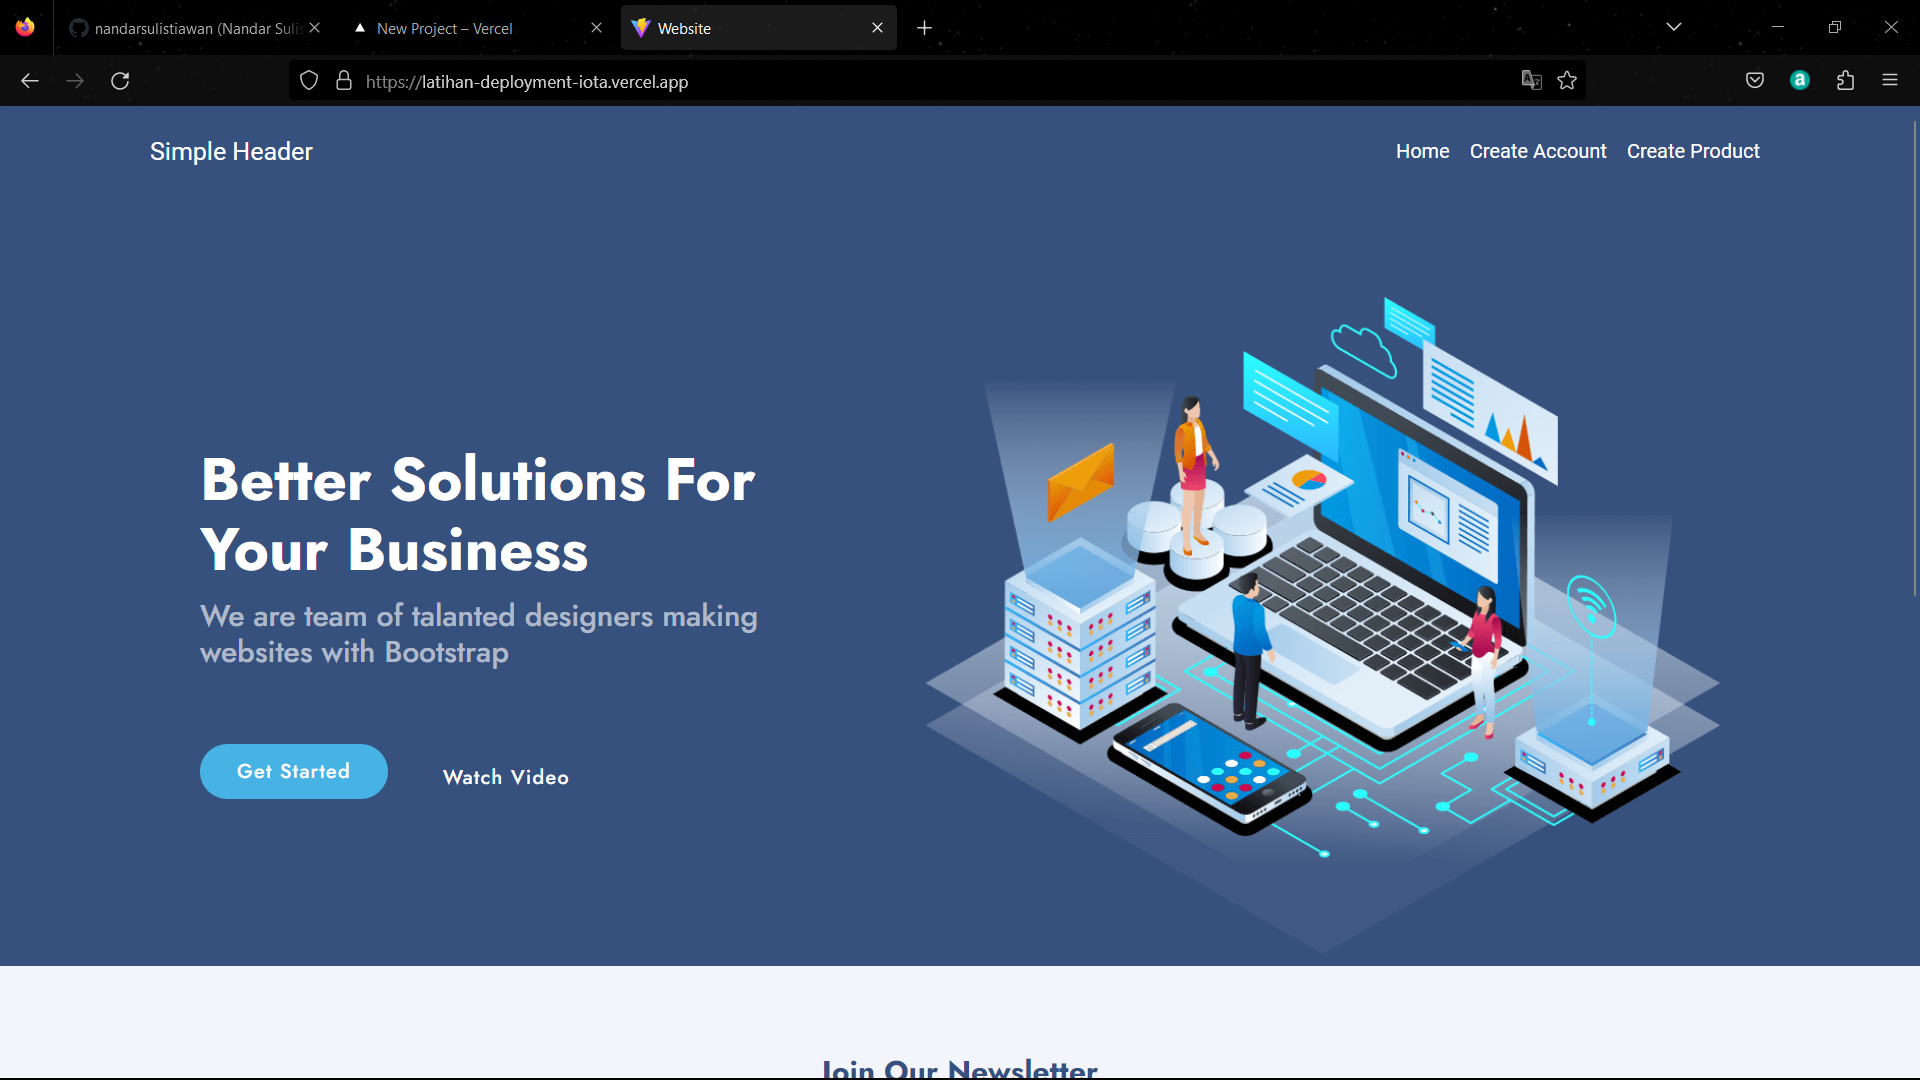 nandarsulistiawan (Nandar Sulis
New Project – Vercel
Website
https://latihan-deployment-iota.vercel.app
Simple Header
Home
Create Account
Create Product
Better Solutions For
Your Business
We are team of talanted designers making
websites with Bootstrap
Get Started
Watch Video
Join Our Newsletter